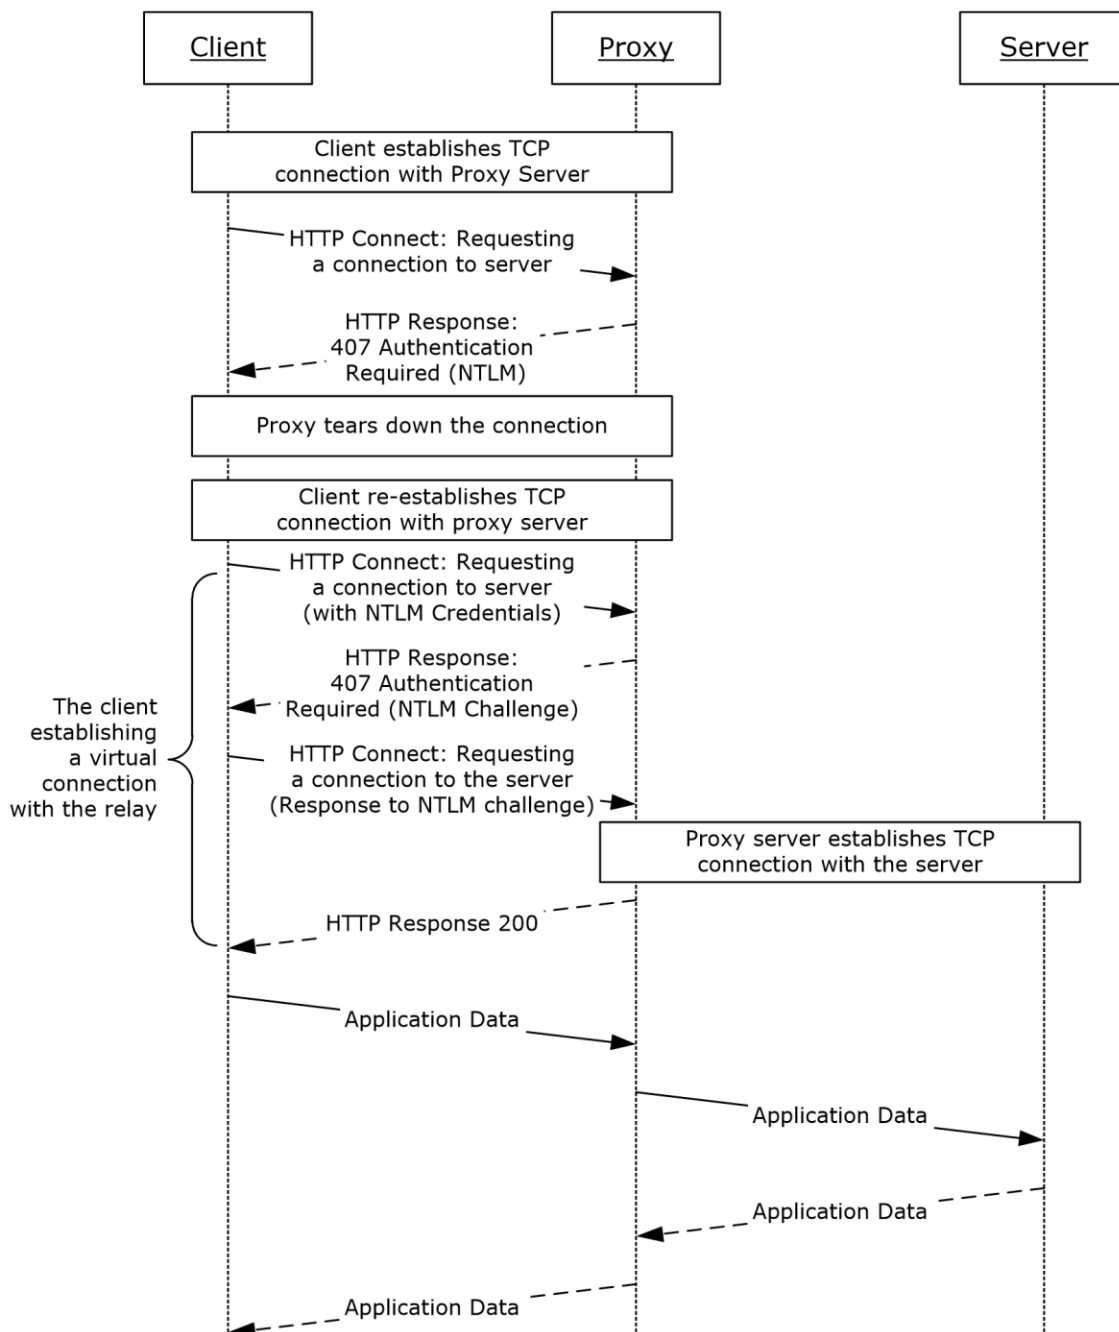 Client
Proxy
Server
Client establishes TCP
connection with Proxy Server
HTTP Connect: Requesting
a connection to server
HTTP Response:
407 Authentication
Required (NTLM)
Proxy tears down the connection
Client re-establishes TCP
connection with proxy server
HTTP Connect: Requesting
a connection to server
(with NTLM Credentials)
HTTP Response:
407 Authentication
Required (NTLM Challenge)
The client
establishing
a virtual
connection
with the relay
HTTP Connect: Requesting
a connection to the server
(Response to NTLM challenge)
Proxy server establishes TCP
connection with the server
HTTP Response 200
Application Data
Application Data
Application Data
Application Data